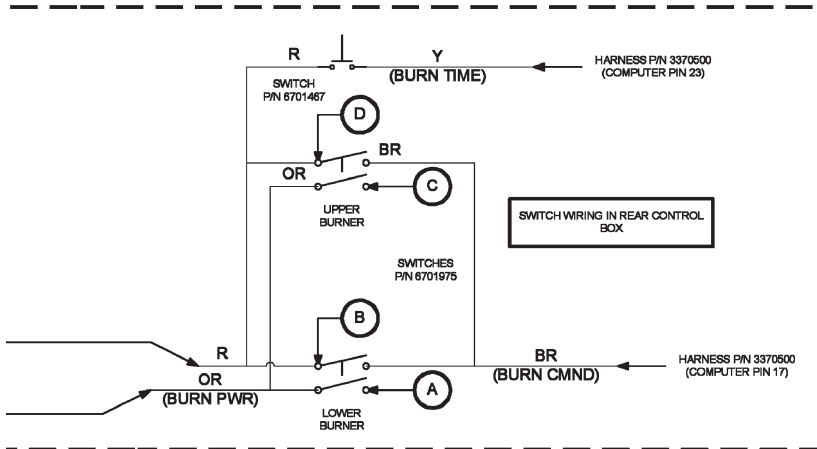 R
Y
(BURN TIME)
HARNESS P/N 3370500
(COMPUTER PIN 23)
SWITCH
P/N 6701467
D
BR
OR
C
UPPER
BURNER
SWITCH WIRING IN REAR CONTROL
BOX
SWITCHES
P/N 6701975
B
R
BR
(BURN CMND)
HARNESS P/N 3370500
(COMPUTER PIN 17)
OR
(BURN PWR)
A
LOWER
BURNER